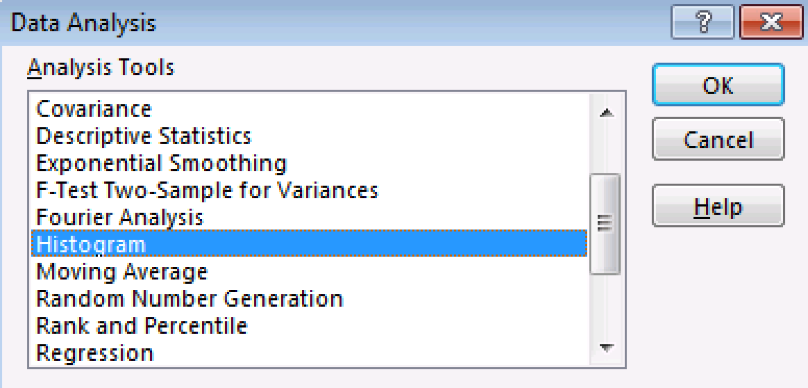 Data Analysis
Analysis Tools
Covariance
Descriptive Statistics
Exponential Smoothing
F-Test Two-Sample for Variances
Fourier Analysis
Histogram
Moving Average
Random Number Generation
Rank and Percentile
Regression
OK
Cancel
Help